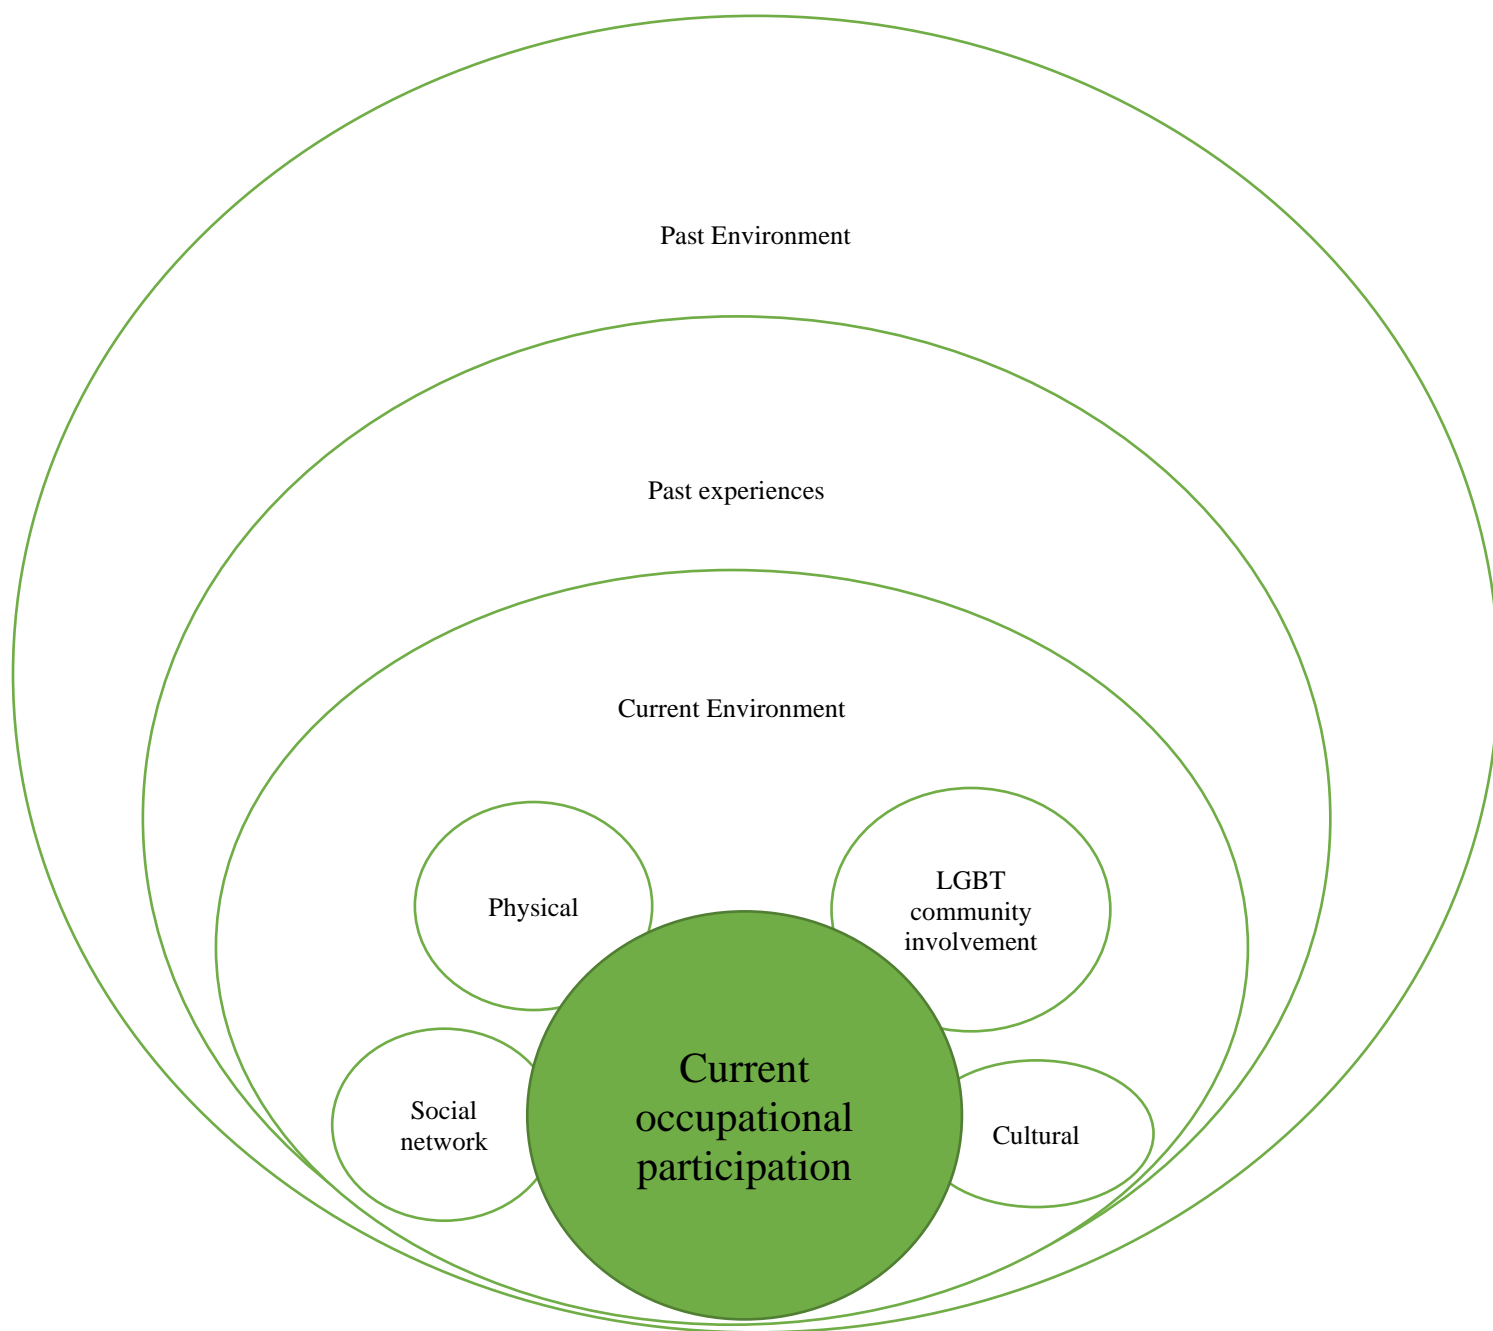 Past Environment
Past experiences
Current Environment
Physical
LGBT
community
involvement
Social
network
Current
occupational
participation
Cultural